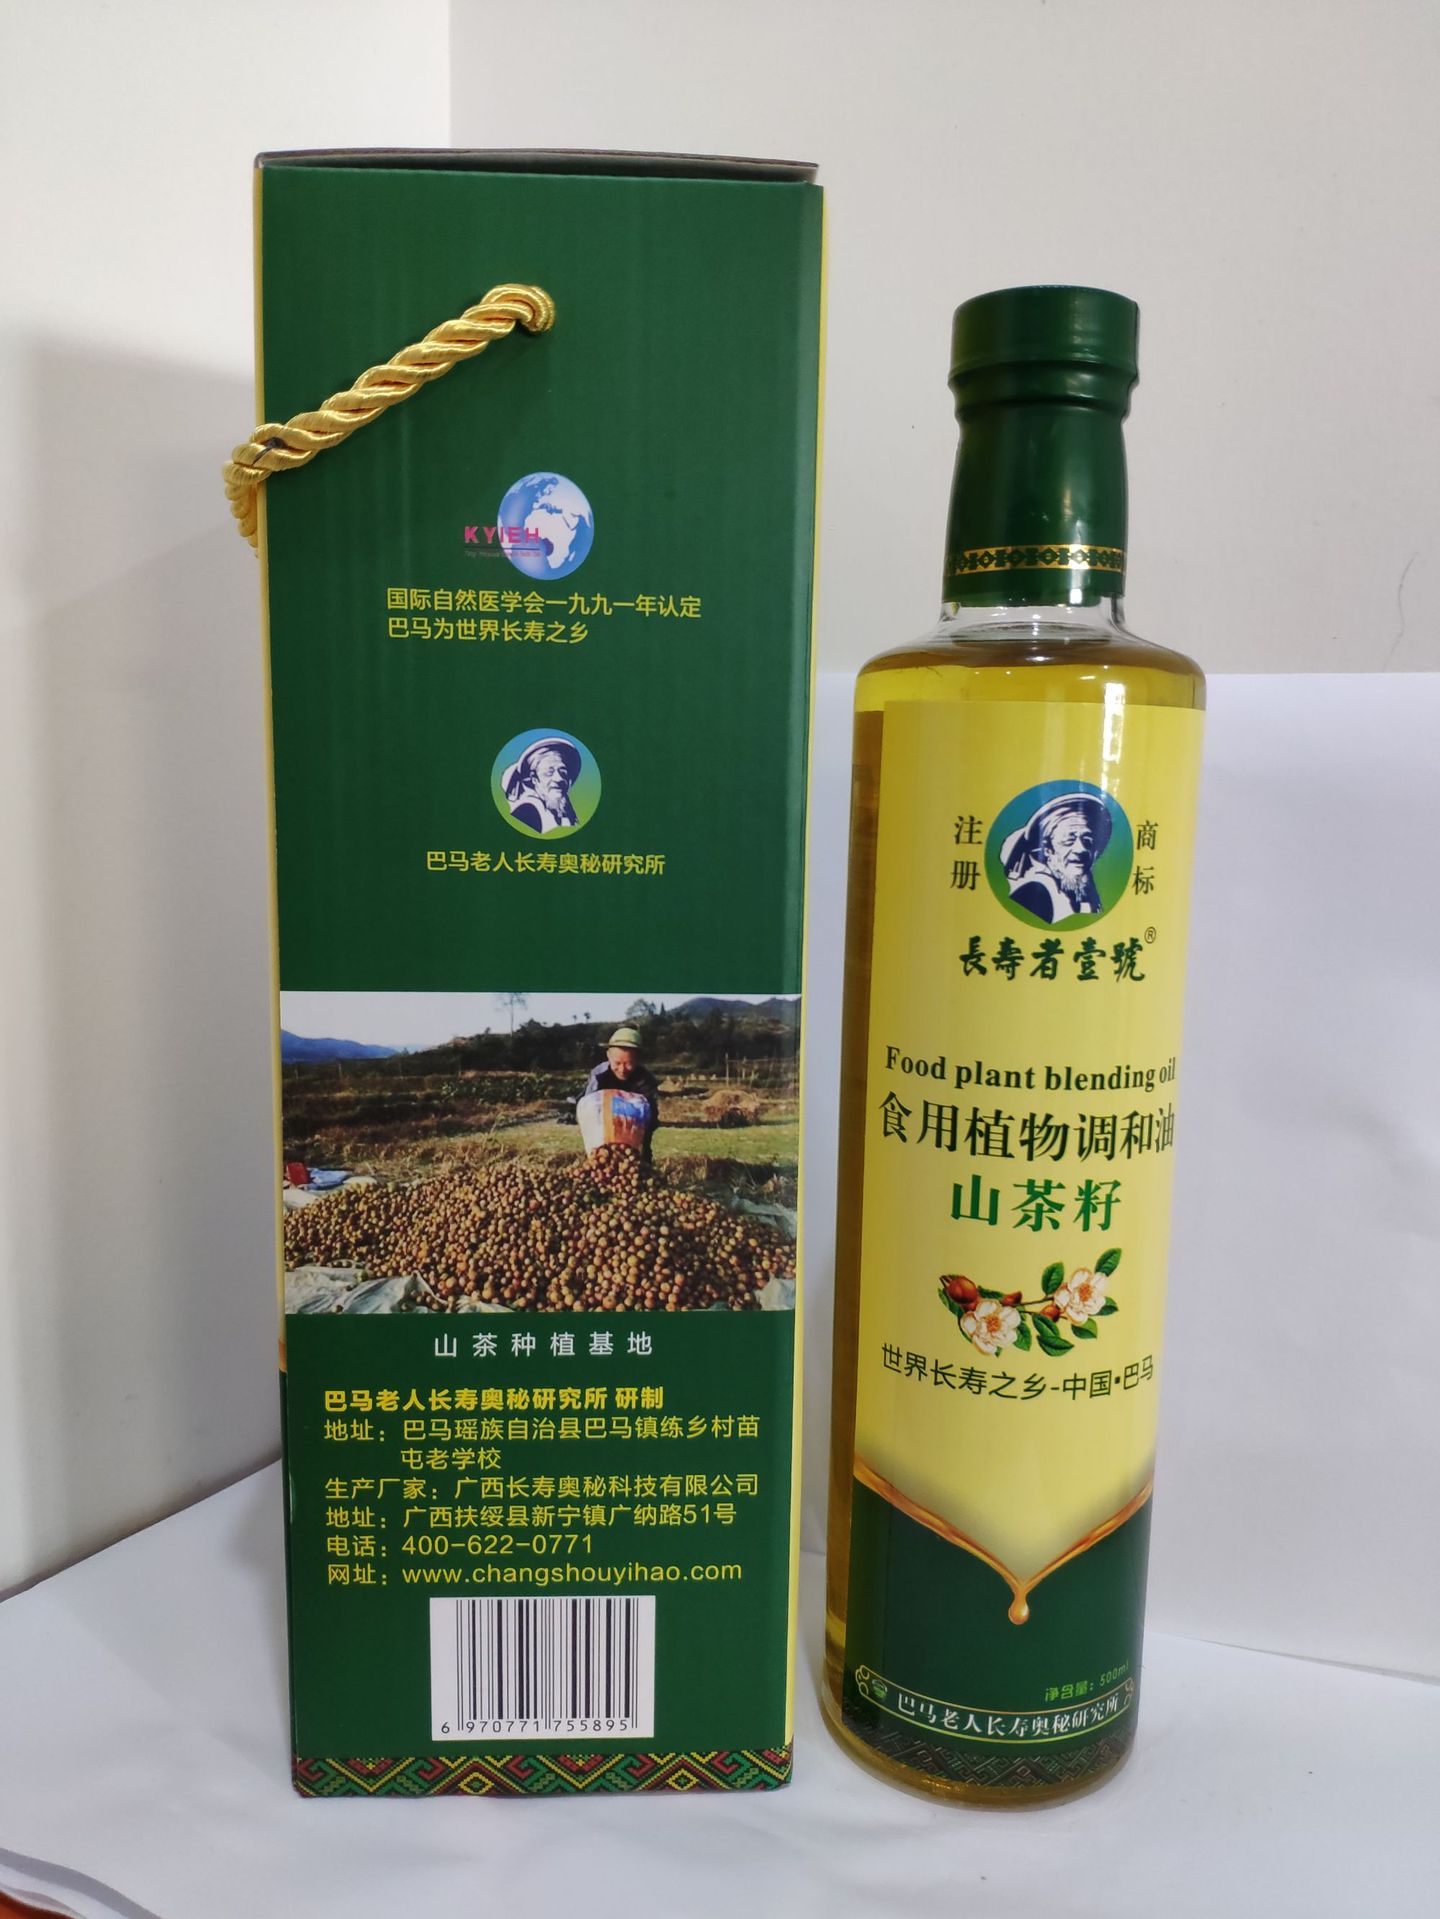 KYIEH
国际自然医学会一九九一年认定
巴马为世界长寿之乡
巴马老人长寿奥秘研究所
山茶种植基地
巴马老人长寿奥秘研究所 研制
地址：巴马瑶族自治县巴马镇练乡村苗
屯老学校
生产厂家：广西长寿奥秘科技有限公司
地址：广西扶绥县新宁镇广纳路51号
电话：400-622-0771
网址：www.changshouyihao.com
6 970771 755895
注册 商标
長寿者壹號®
Food plant blending oil
食用植物调和油
山茶籽
世界长寿之乡-中国·巴马
净含量：500ml
巴马老人长寿奥秘研究所